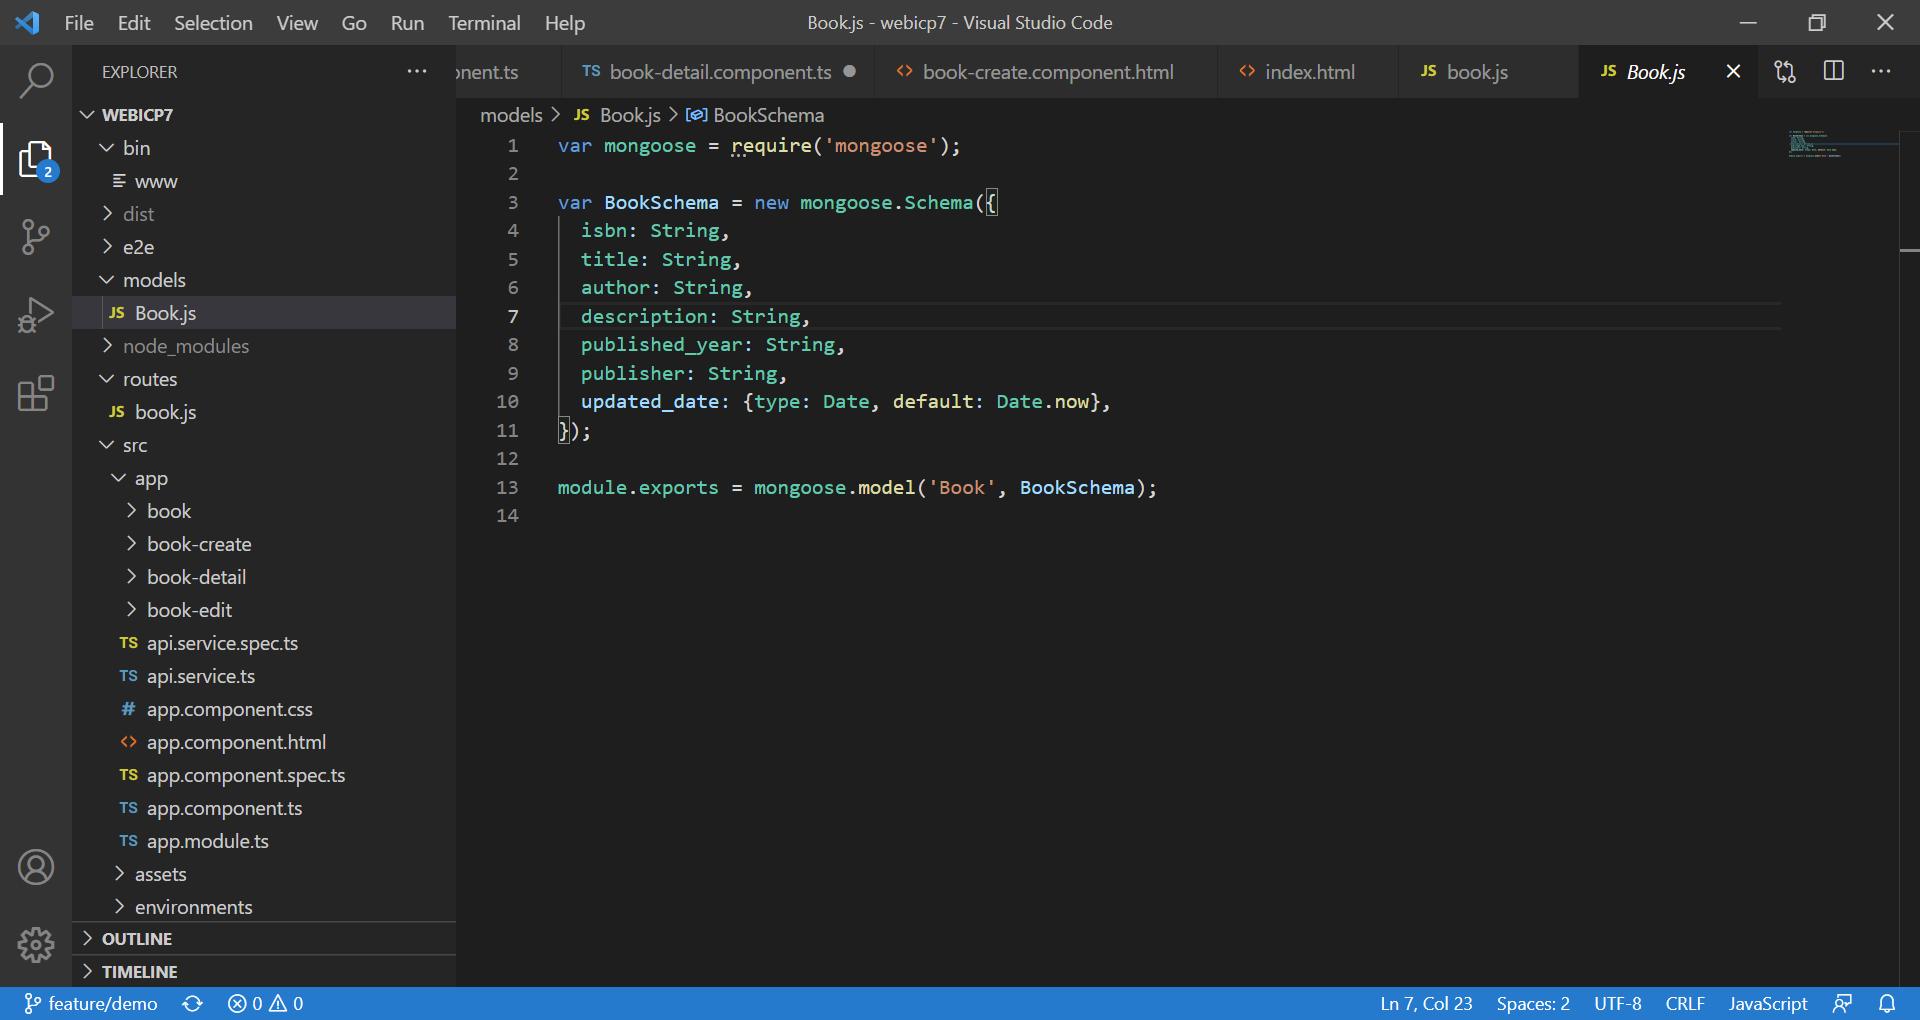 File Edit Selection View Go Run Terminal Help
Book.js - webicp7 - Visual Studio Code
EXPLORER
onent.ts
TS book-detail.component.ts
<> book-create.component.html
<> index.html
JS book.js
JS Book.js
2
WEBICP7
bin
www
dist
e2e
models
JS Book.js
node_modules
routes
JS book.js
src
app
book
book-create
book-detail
book-edit
TS api.service.spec.ts
TS api.service.ts
# app.component.css
<> app.component.html
TS app.component.spec.ts
TS app.component.ts
TS app.module.ts
assets
environments
OUTLINE
TIMELINE
models > JS Book.js > BookSchema
1 var mongoose = require('mongoose');
2
3 var BookSchema = new mongoose.Schema({
4 isbn: String,
5 title: String,
6 author: String,
7 description: String,
8 published_year: String,
9 publisher: String,
10 updated_date: {type: Date, default: Date.now},
11 });
12
13 module.exports = mongoose.model('Book', BookSchema);
14
feature/demo 0 0
Ln 7, Col 23 Spaces: 2 UTF-8 CRLF JavaScript